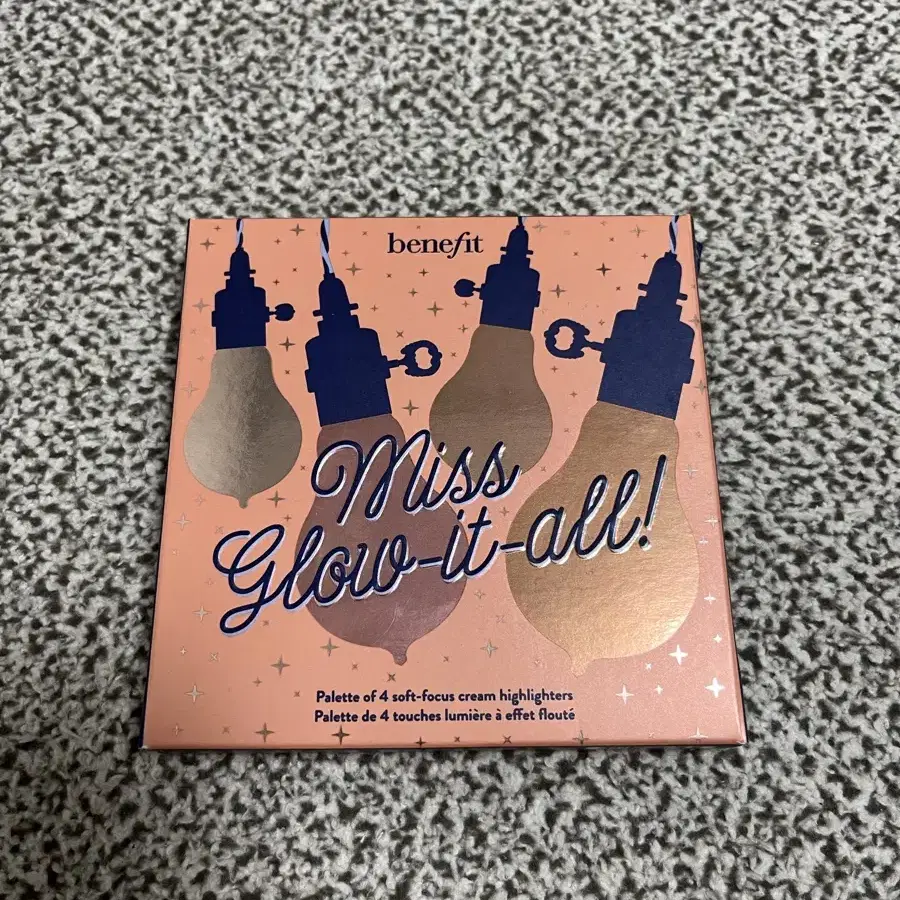 benefit
Miss
Glow-it-all!
Palette of 4 soft-focus cream highlighters
Palette de 4 touches lumière à effet flouté